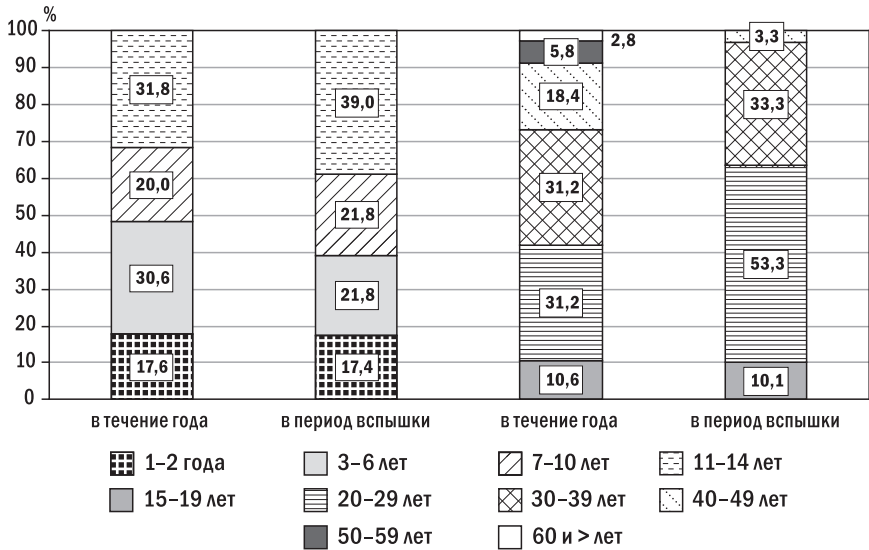 %
100
90
80
70
60
50
40
30
20
10
0
31,8
20,0
30,6
17,6
39,0
21,8
21,8
17,4
2,8
5,8
18,4
31,2
31,2
10,6
3,3
33,3
53,3
10,1
в течение года
в период вспышки
в течение года
в период вспышки
1–2 года
3–6 лет
7–10 лет
11–14 лет
15–19 лет
20–29 лет
30–39 лет
40–49 лет
50–59 лет
60 и > лет